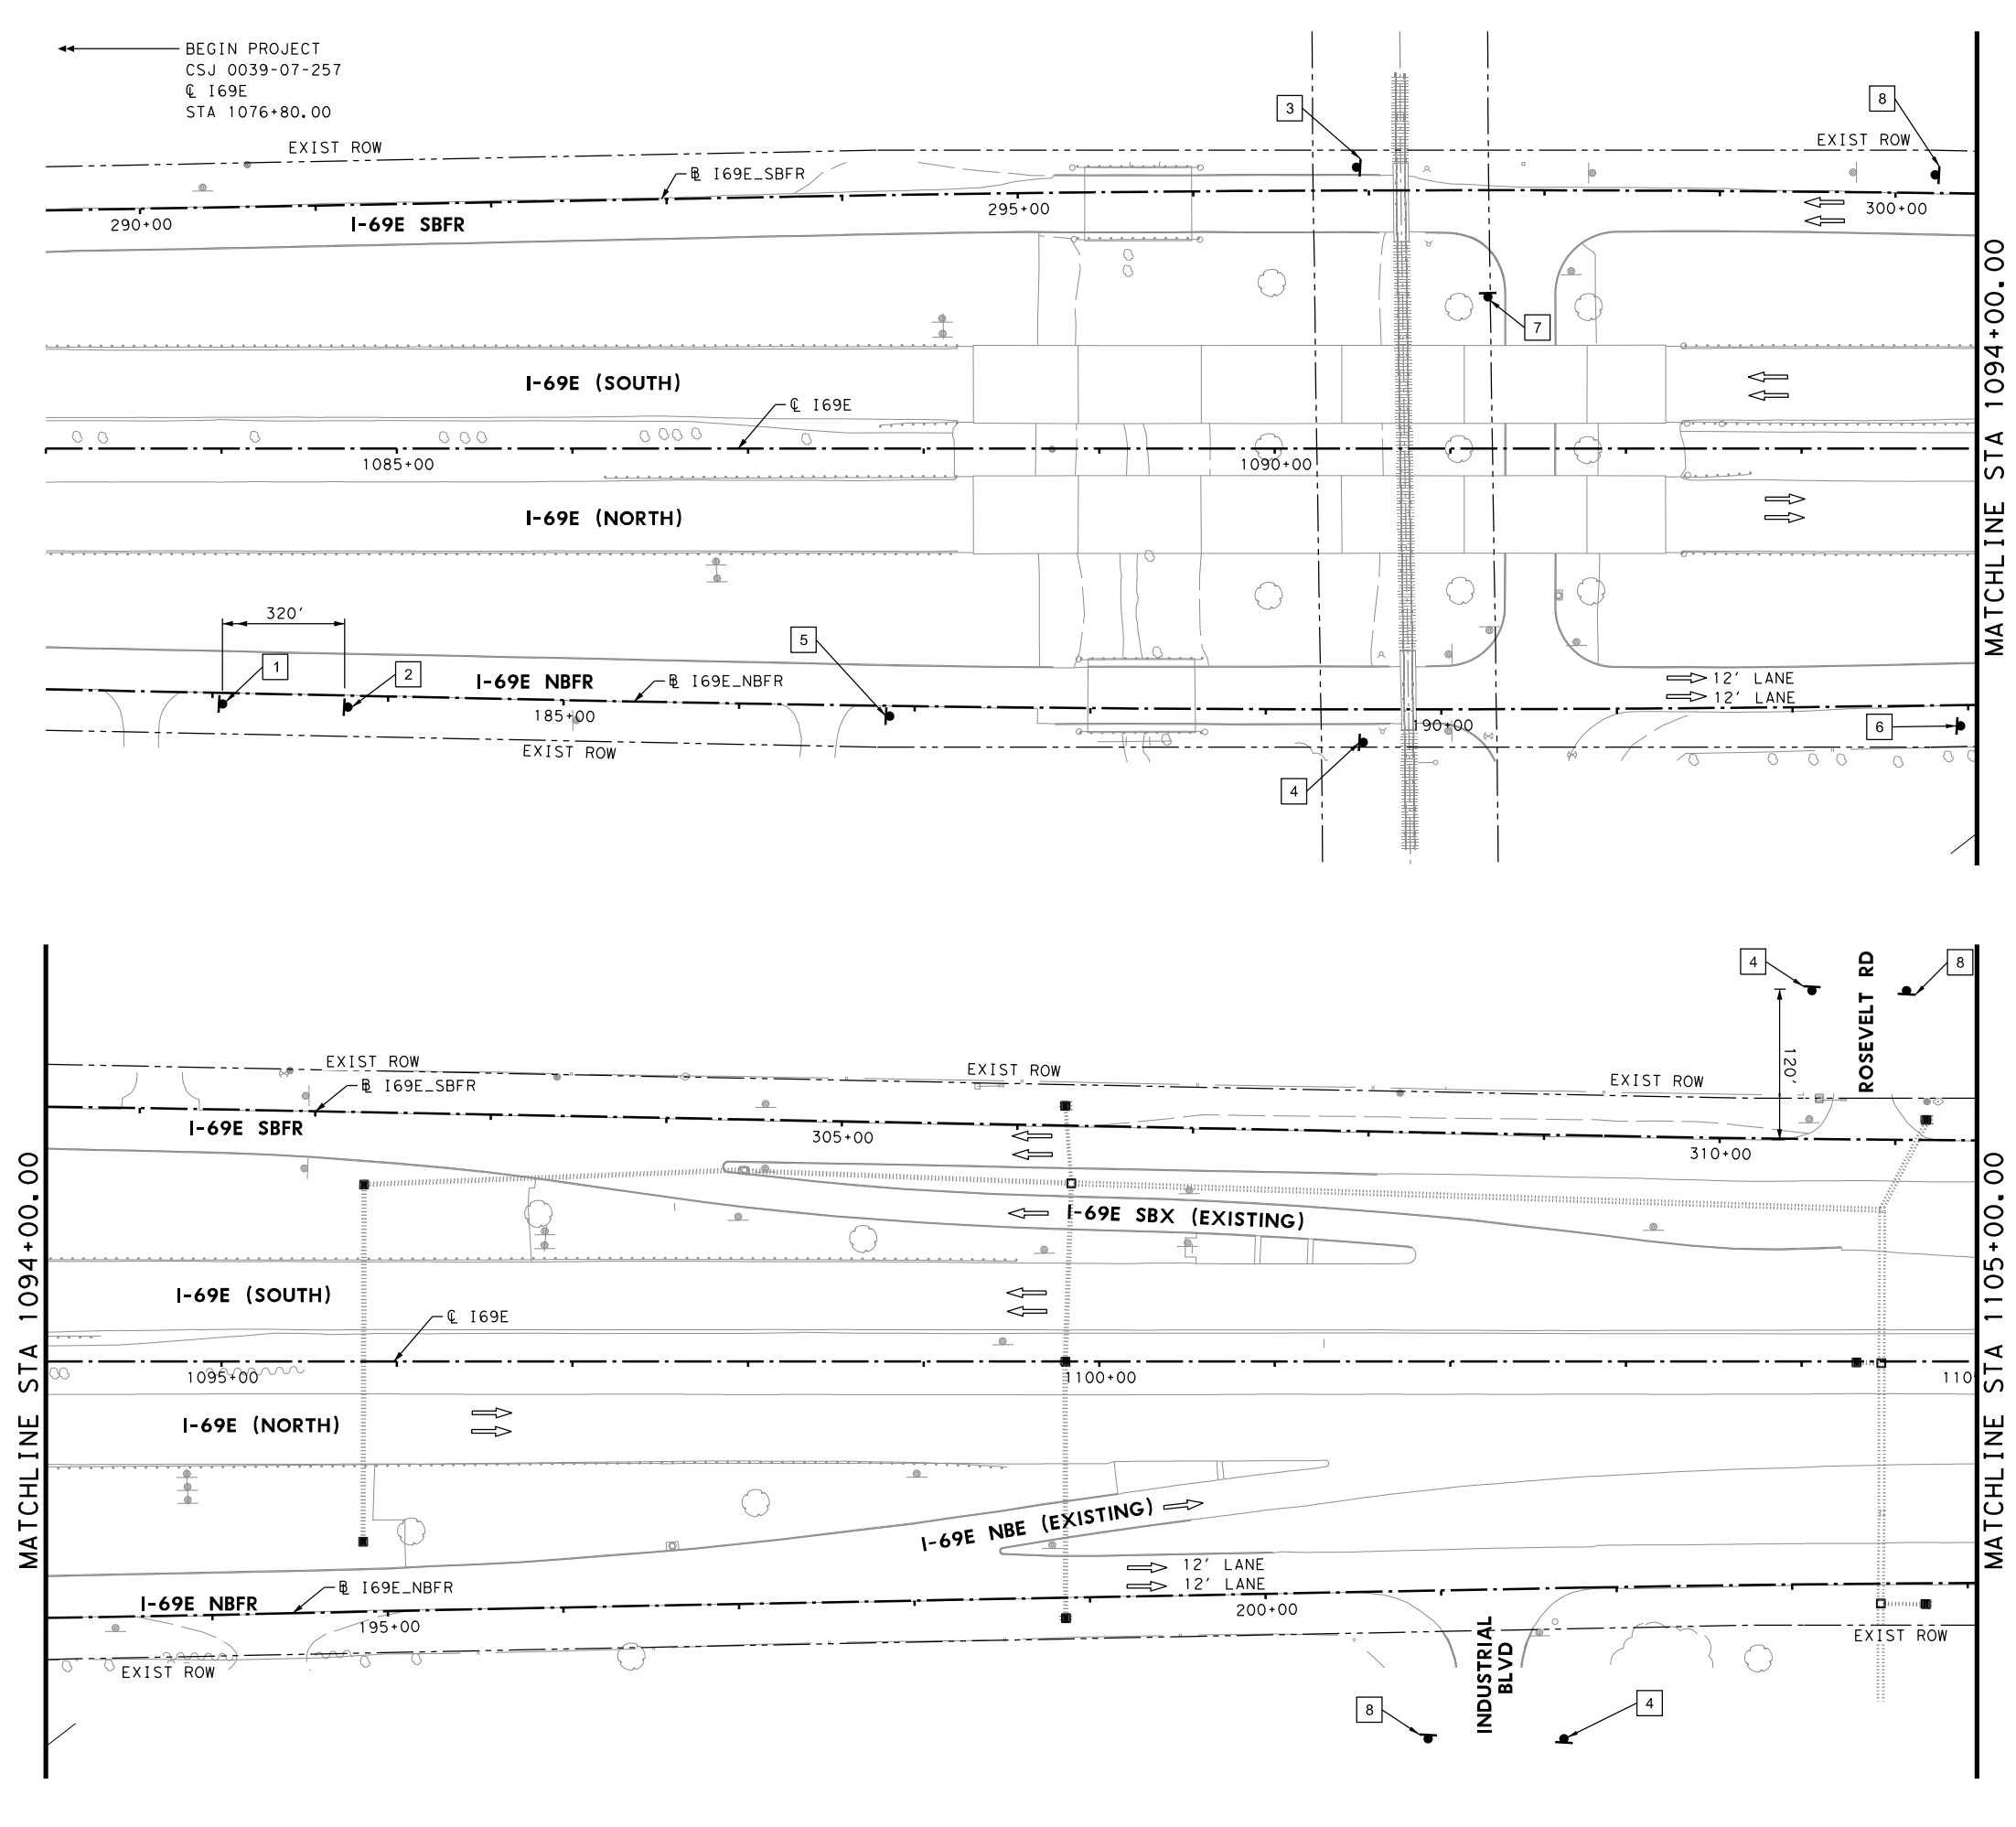 BEGIN PROJECT
CSJ 0039-07-257
℄ I69E
STA 1076+80.00
3
8
EXIST ROW
EXIST ROW
B̵L I69E_SBFR
290+00
I-69E SBFR
295+00
300+00
7
I-69E (SOUTH)
℄ I69E
1085+00
1090+00
I-69E (NORTH)
MATCHLINE STA 1094+00.00
320'
5
1
2
I-69E NBFR
BL I69E_NBFR
12' LANE
12' LANE
185+00
190+00
6
EXIST ROW
4
4
8
ROSEVELT RD
120'
EXIST ROW
EXIST ROW
EXIST ROW
BL I69E_SBFR
I-69E SBFR
305+00
310+00
I-69E SBX (EXISTING)
MATCHLINE STA 1094+00.00
MATCHLINE STA 1105+00.00
I-69E (SOUTH)
℄ I69E
1095+00
1100+00
110
I-69E (NORTH)
I-69E NBE (EXISTING)
12' LANE
12' LANE
BL I69E_NBFR
I-69E NBFR
195+00
200+00
EXIST ROW
EXIST ROW
INDUSTRIAL
BLVD
8
4